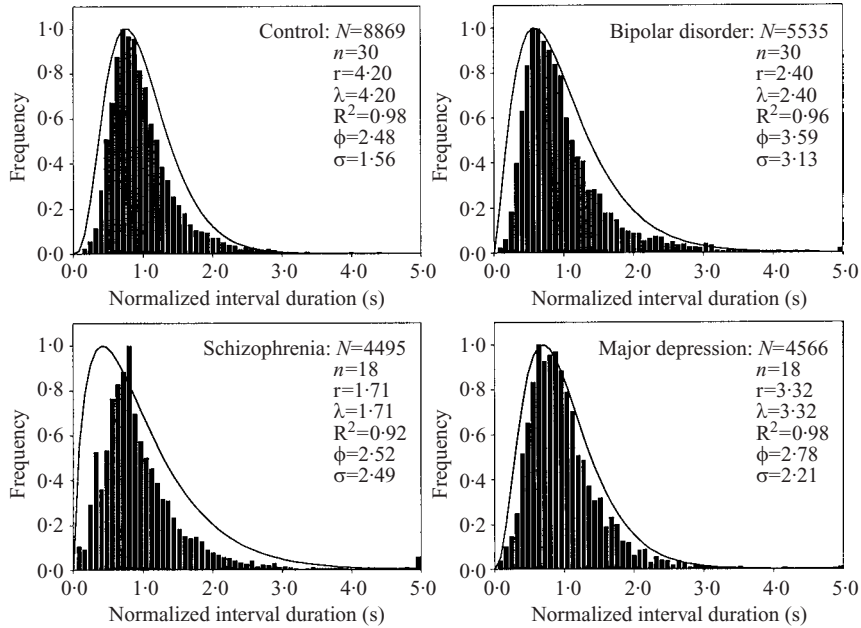 Control: N=8869
n=30
r=4·20
λ=4·20
R²=0·98
ϕ=2·48
σ=1·56
Frequency
1·0
0·8
0·6
0·4
0·2
0·0
0·0 1·0 2·0 3·0 4·0 5·0
Normalized interval duration (s)
Bipolar disorder: N=5535
n=30
r=2·40
λ=2·40
R²=0·96
ϕ=3·59
σ=3·13
Frequency
1·0
0·8
0·6
0·4
0·2
0·0
0·0 1·0 2·0 3·0 4·0 5·0
Normalized interval duration (s)
Schizophrenia: N=4495
n=18
r=1·71
λ=1·71
R²=0·92
ϕ=2·52
σ=2·49
Frequency
1·0
0·8
0·6
0·4
0·2
0·0
0·0 1·0 2·0 3·0 4·0 5·0
Normalized interval duration (s)
Major depression: N=4566
n=18
r=3·32
λ=3·32
R²=0·98
ϕ=2·78
σ=2·21
Frequency
1·0
0·8
0·6
0·4
0·2
0·0
0·0 1·0 2·0 3·0 4·0 5·0
Normalized interval duration (s)